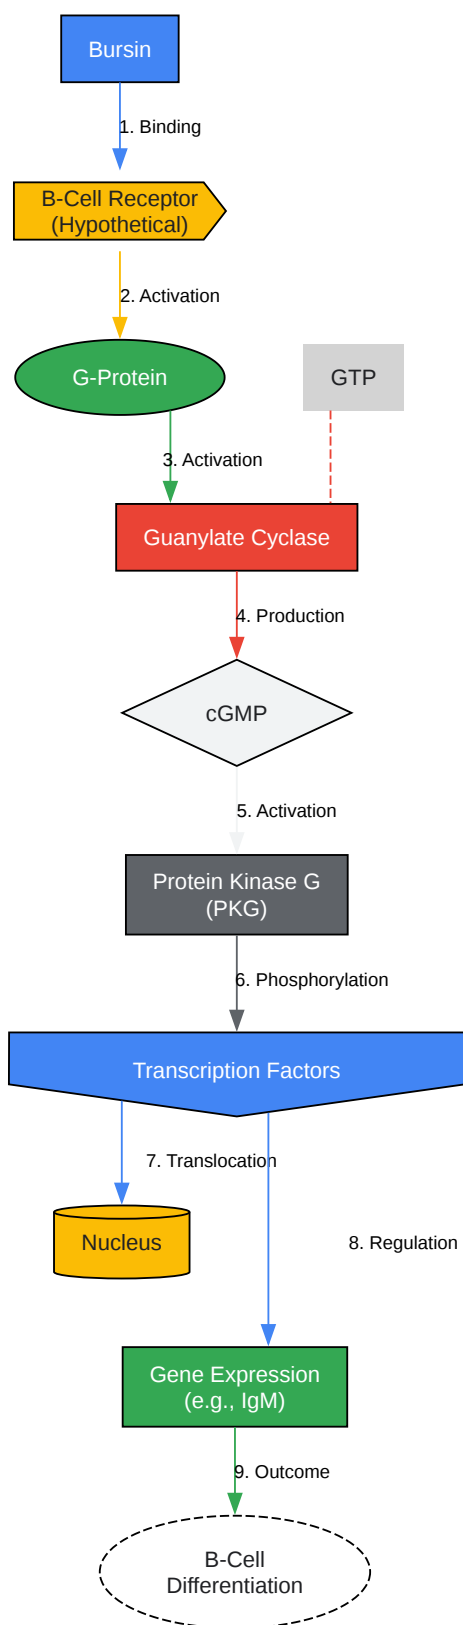 Bursin
1. Binding
B-Cell Receptor
(Hypothetical)
2. Activation
G-Protein
GTP
3. Activation
Guanylate Cyclase
4. Production
cGMP
5. Activation
Protein Kinase G
(PKG)
6. Phosphorylation
Transcription Factors
7. Translocation
Nucleus
8. Regulation
Gene Expression
(e.g., IgM)
9. Outcome
B-Cell
Differentiation